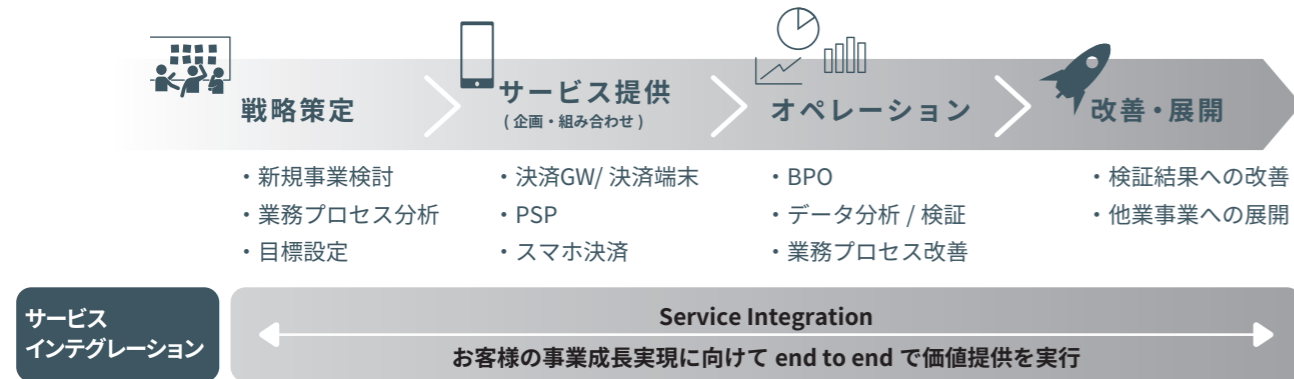 戦略策定
サービス提供
( 企画・組み合わせ )
オペレーション
改善・展開
・新規事業検討
・業務プロセス分析
・目標設定
・決済GW/ 決済端末
・PSP
・スマホ決済
・BPO
・データ分析 / 検証
・業務プロセス改善
・検証結果への改善
・他業事業への展開
サービス
インテグレーション
Service Integration
お客様の事業成長実現に向けて end to end で価値提供を実行